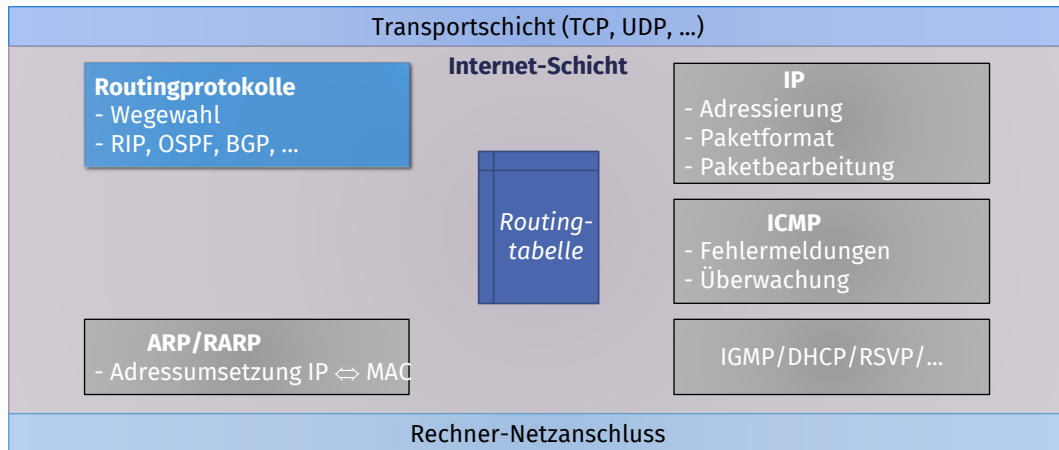 Transportschicht (TCP, UDP, ...)
Internet-Schicht
Routingprotokolle
- Wegewahl
- RIP, OSPF, BGP, ...
Routing-
tabelle
IP
- Adressierung
- Paketformat
- Paketbearbeitung
ICMP
- Fehlermeldungen
- Überwachung
ARP/RARP
- Adressumsetzung IP ⇔ MAC
IGMP/DHCP/RSVP/...
Rechner-Netzanschluss